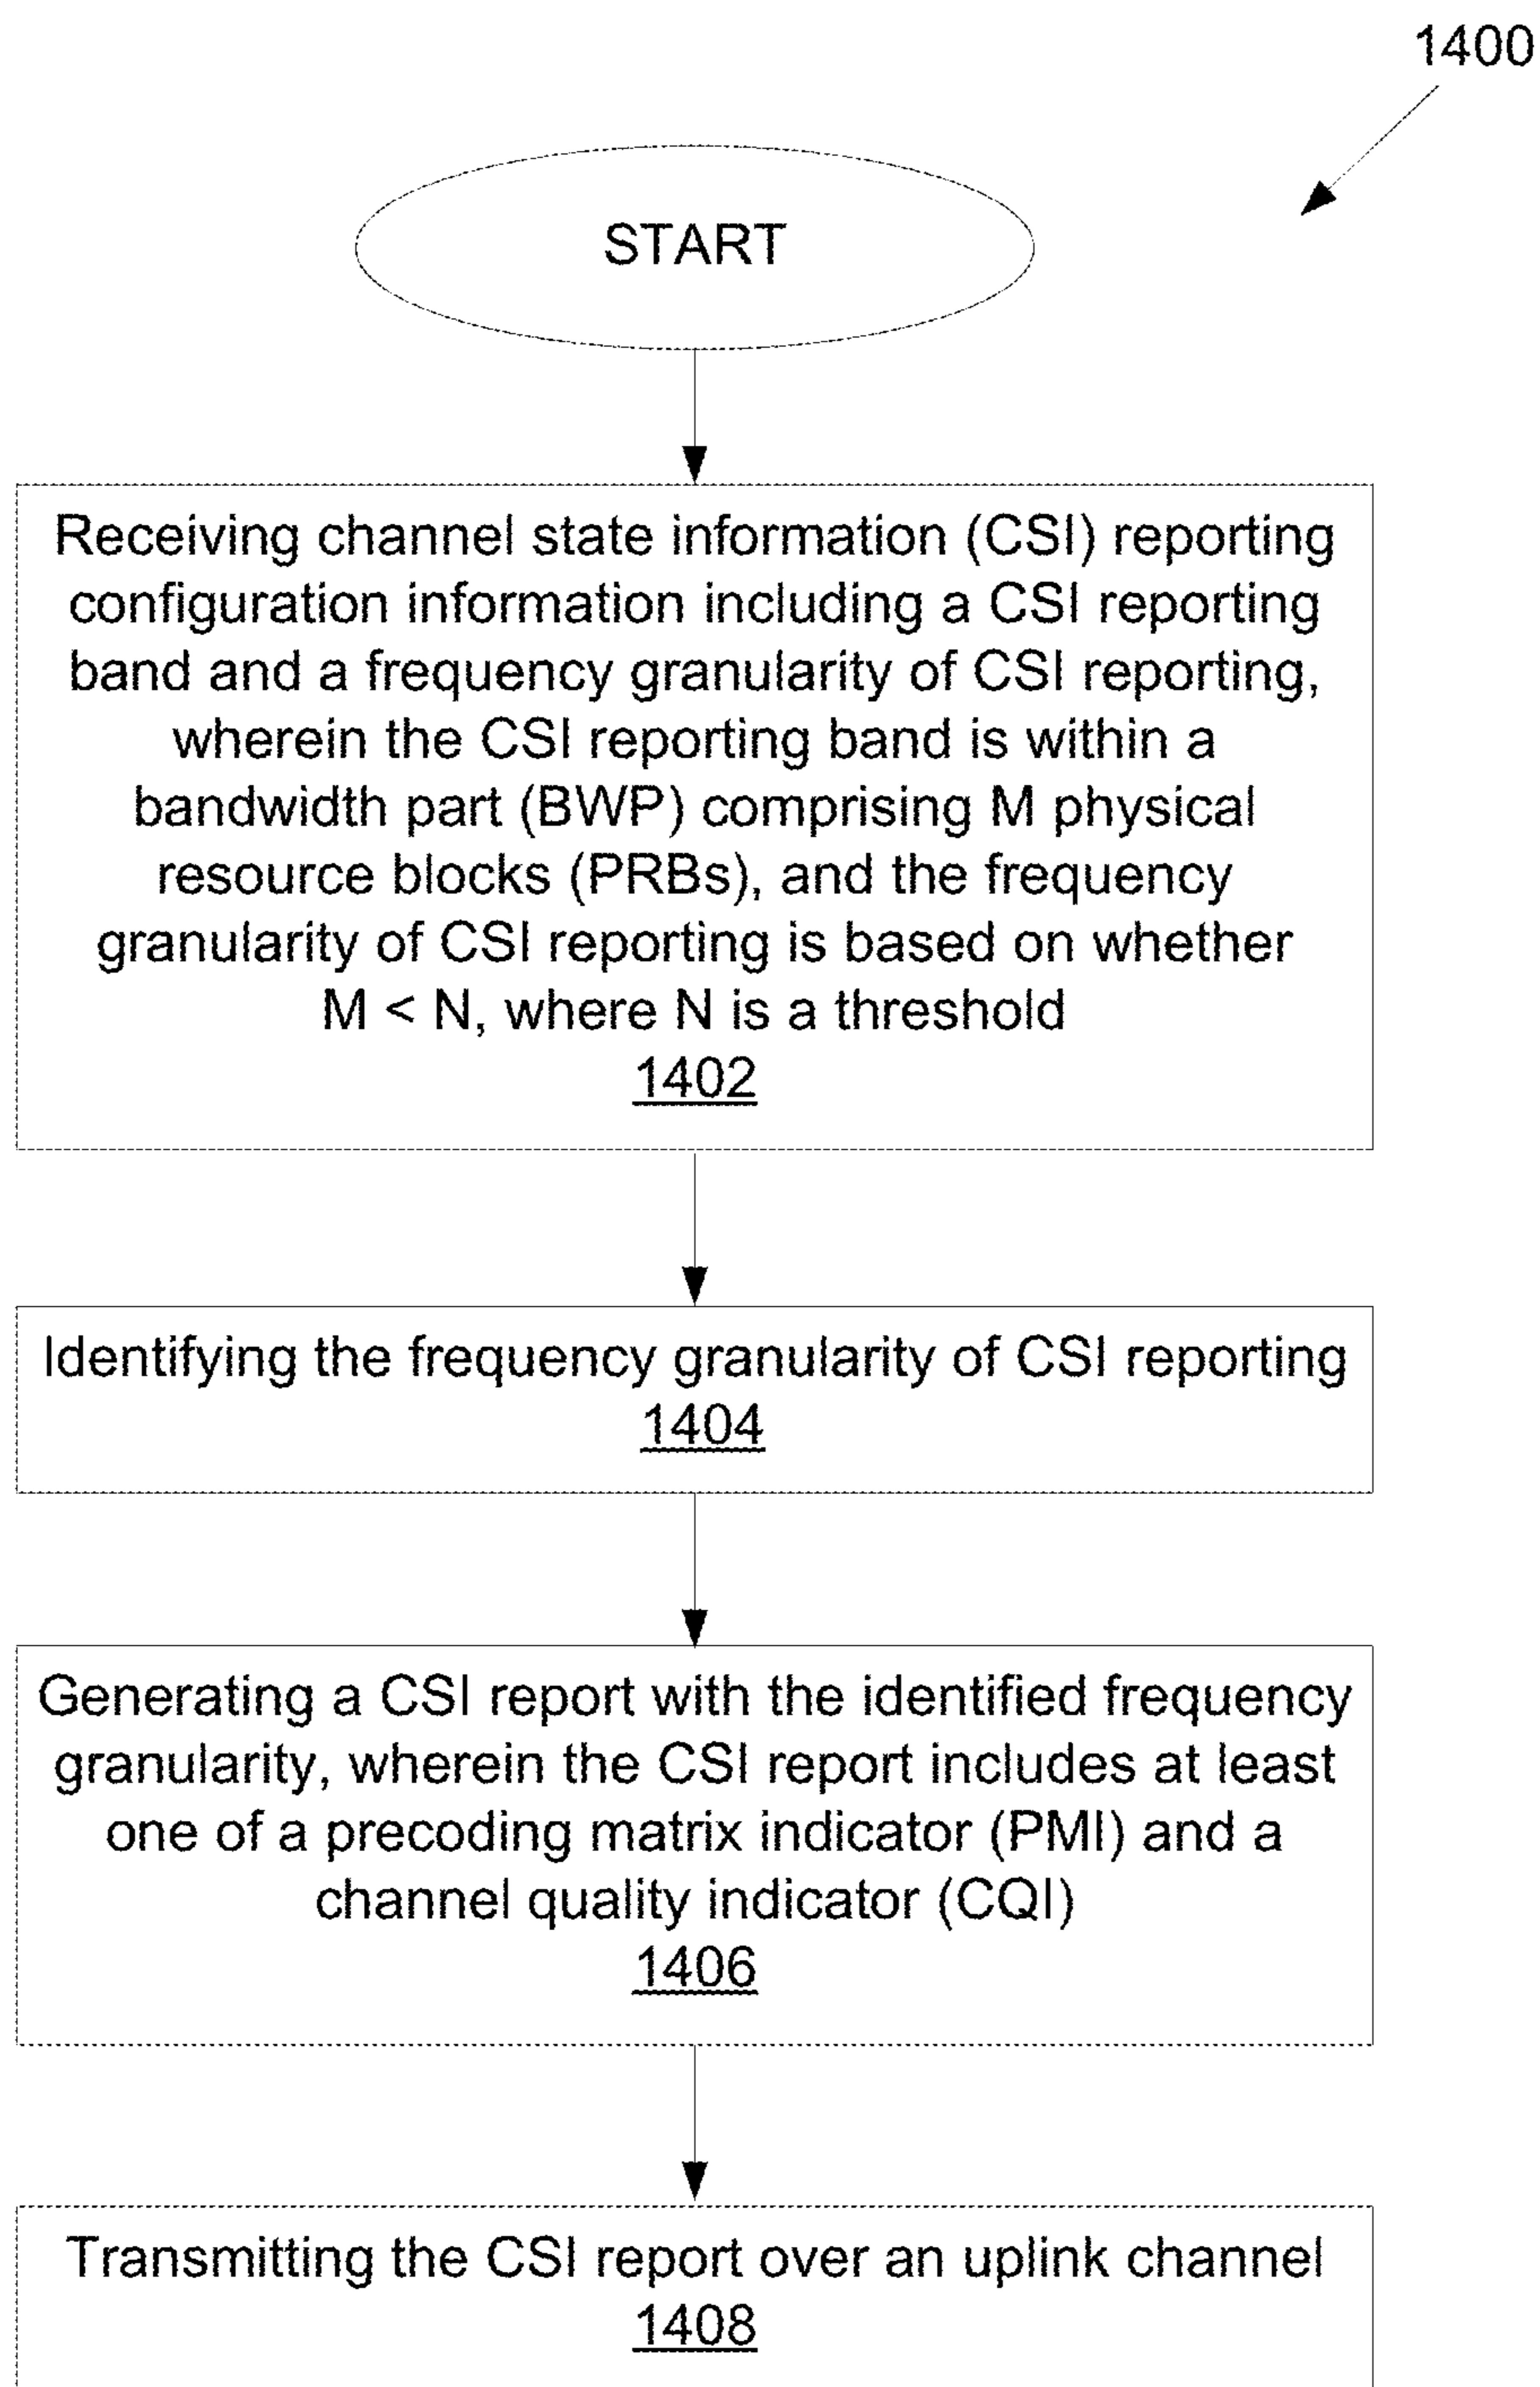 1400
START
Receiving channel state information (CSI) reporting
configuration information including a CSI reporting
band and a frequency granularity of CSI reporting,
wherein the CSI reporting band is within a
bandwidth part (BWP) comprising M physical
resource blocks (PRBs), and the frequency
granularity of CSI reporting is based on whether
M < N, where N is a threshold
1402
Identifying the frequency granularity of CSI reporting
1404
Generating a CSI report with the identified frequency
granularity, wherein the CSI report includes at least
one of a precoding matrix indicator (PMI) and a
channel quality indicator (CQI)
1406
Transmitting the CSI report over an uplink channel
1408